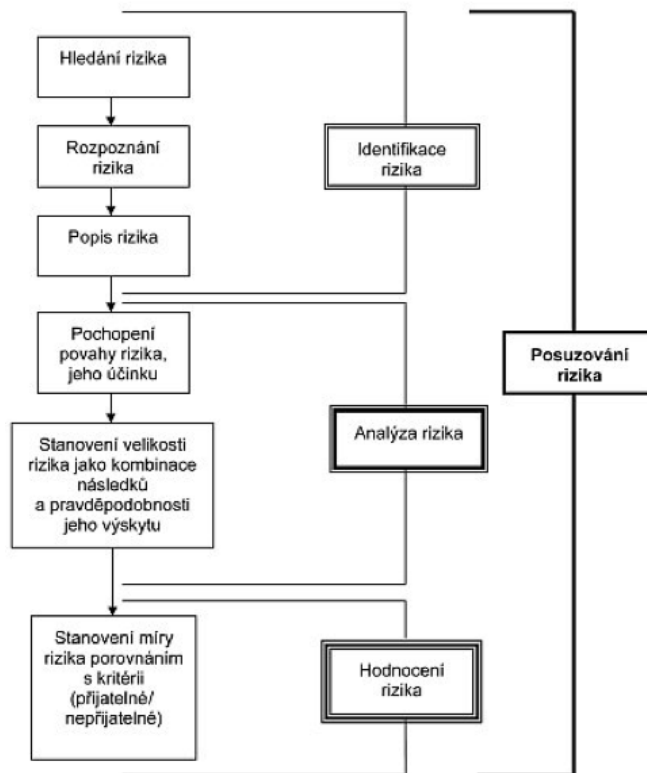 Hledání rizika
Rozpoznání
rizika
Identifikace
rizika
Popis rizika
Pochopení
povahy rizika,
jeho účinku
Posuzování
rizika
Stanovení velikosti
rizika jako kombinace
následků
a pravděpodobnosti
jeho výskytu
Analýza rizika
Stanovení míry
rizika porovnáním
s kritérii
(přijatelné/
nepřijatelné)
Hodnocení
rizika